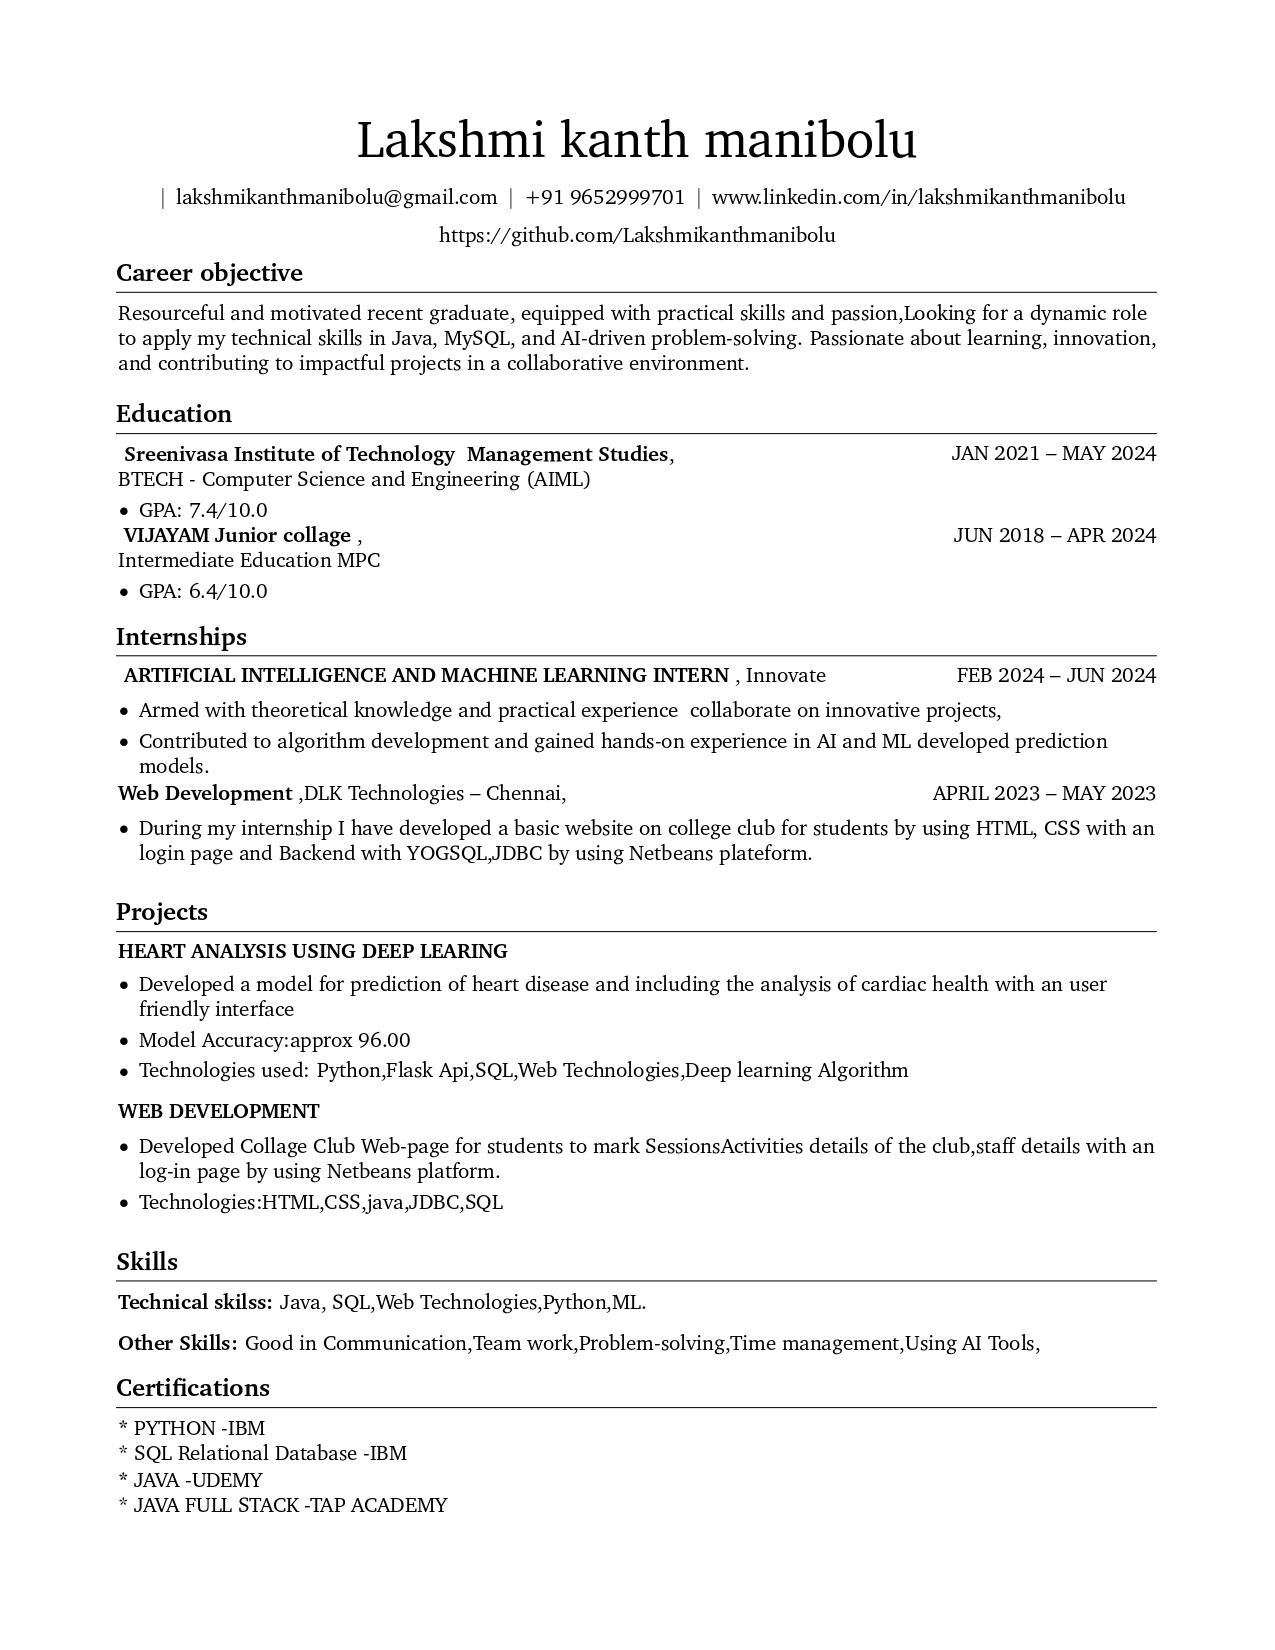 Lakshmi kanth manibolu
| lakshmikanthmanibolu@gmail.com | +91 9652999701 | www.linkedin.com/in/lakshmikanthmanibolu
https://github.com/Lakshmikanthmanibolu
Career objective
Resourceful and motivated recent graduate, equipped with practical skills and passion,Looking for a dynamic role
to apply my technical skills in Java, MySQL, and AI-driven problem-solving. Passionate about learning, innovation,
and contributing to impactful projects in a collaborative environment.
Education
Sreenivasa Institute of Technology  Management Studies, JAN 2021 – MAY 2024
BTECH - Computer Science and Engineering (AIML)
• GPA: 7.4/10.0
VIJAYAM Junior collage , JUN 2018 – APR 2024
Intermediate Education MPC
• GPA: 6.4/10.0
Internships
ARTIFICIAL INTELLIGENCE AND MACHINE LEARNING INTERN , Innovate FEB 2024 – JUN 2024
• Armed with theoretical knowledge and practical experience  collaborate on innovative projects,
• Contributed to algorithm development and gained hands-on experience in AI and ML developed prediction
models.
Web Development ,DLK Technologies – Chennai, APRIL 2023 – MAY 2023
• During my internship I have developed a basic website on college club for students by using HTML, CSS with an
login page and Backend with YOGSQL,JDBC by using Netbeans plateform.
Projects
HEART ANALYSIS USING DEEP LEARING
• Developed a model for prediction of heart disease and including the analysis of cardiac health with an user
friendly interface
• Model Accuracy:approx 96.00
• Technologies used: Python,Flask Api,SQL,Web Technologies,Deep learning Algorithm
WEB DEVELOPMENT
• Developed Collage Club Web-page for students to mark SessionsActivities details of the club,staff details with an
log-in page by using Netbeans platform.
• Technologies:HTML,CSS,java,JDBC,SQL
Skills
Technical skilss: Java, SQL,Web Technologies,Python,ML.
Other Skills: Good in Communication,Team work,Problem-solving,Time management,Using AI Tools,
Certifications
* PYTHON -IBM
* SQL Relational Database -IBM
* JAVA -UDEMY
* JAVA FULL STACK -TAP ACADEMY